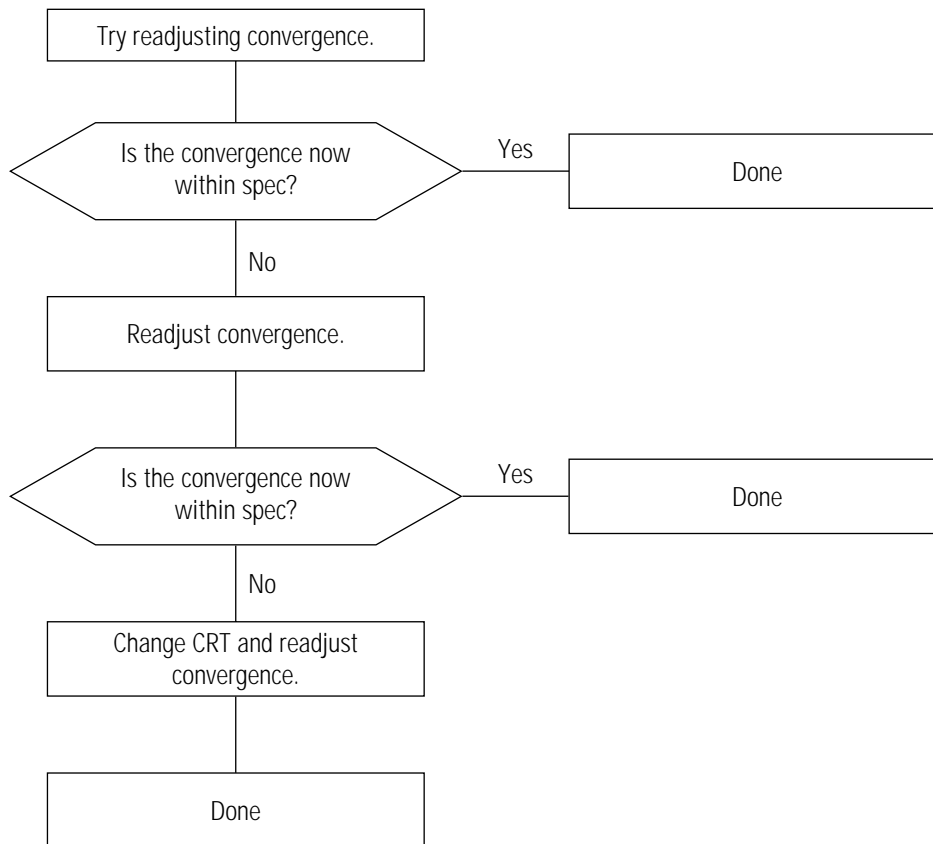 Try readjusting convergence.
Is the convergence now
within spec?
Yes
Done
No
Readjust convergence.
Is the convergence now
within spec?
Yes
Done
No
Change CRT and readjust
convergence.
Done